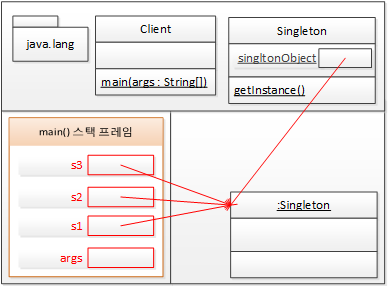 java.lang
Client
main(args : String[])
Singleton
singltonObject
getInstance()
main() 스택 프레임
s3
s2
s1
args
:Singleton